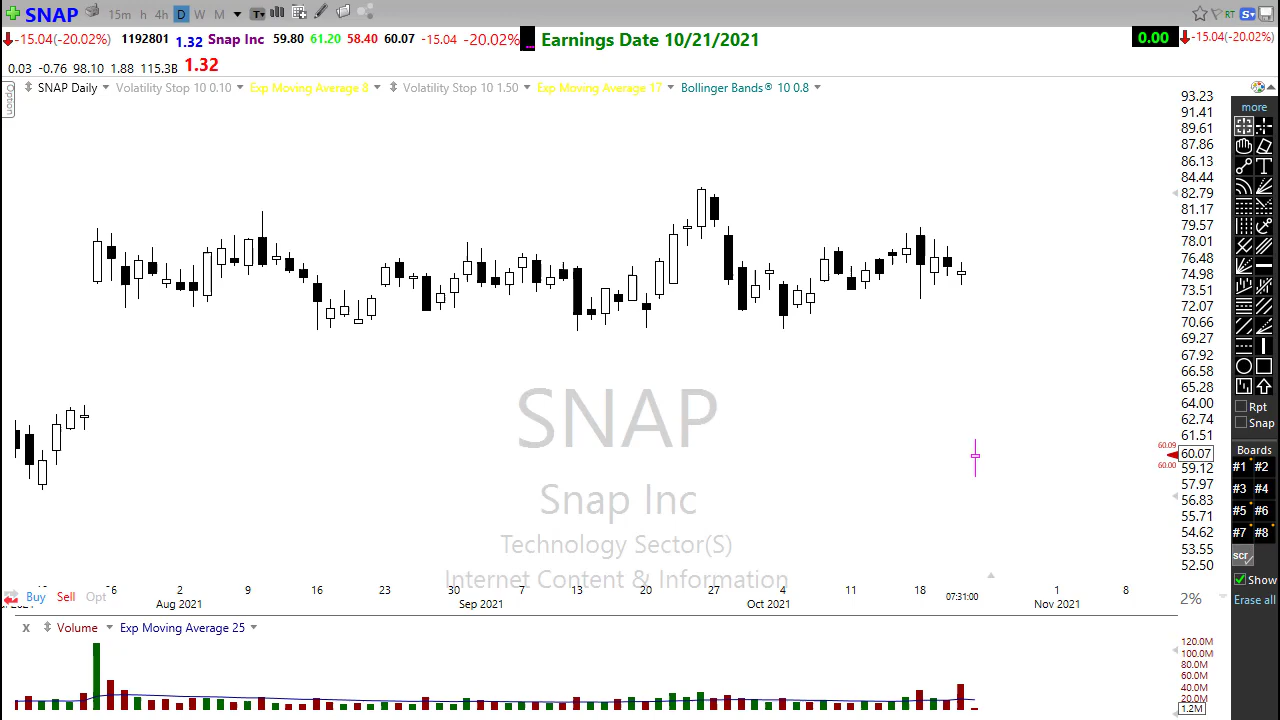 SNAP 15m h 4h D W M T RT S
-15.04(-20.02%) 1192801 1.32 Snap Inc 59.80 61.20 58.40 60.07 -15.04 -20.02% Earnings Date 10/21/2021 0.00 -15.04(-20.02%)
0.03 -0.76 98.10 1.88 115.3B 1.32
Option
SNAP Daily Volatility Stop 10 0.10 Exp Moving Average 8 Volatility Stop 10 1.50 Exp Moving Average 17 Bollinger Bands® 10 0.8
93.23
91.41
89.61
87.86
86.13
84.44
82.79
81.17
79.57
78.01
76.48
74.98
73.51
72.07
70.66
69.27
67.92
66.58
65.28
64.00
62.74
61.51
60.09
60.07
60.00
59.12
57.97
56.83
55.71
54.62
53.55
52.50
more
T
Rpt
Snap
Boards
#1 #2
#3 #4
#5 #6
#7 #8
scr
Show
Erase all
SNAP
Snap Inc
Technology Sector(S)
Internet Content & Information
6 2 9 16 23 30 7 13 20 27 4 11 18 07:31:00 1 8
Aug 2021 Sep 2021 Oct 2021 Nov 2021
Buy Sell Opt
2%
x Volume Exp Moving Average 25
120.0M
100.0M
80.0M
60.0M
40.0M
20.0M
1.2M